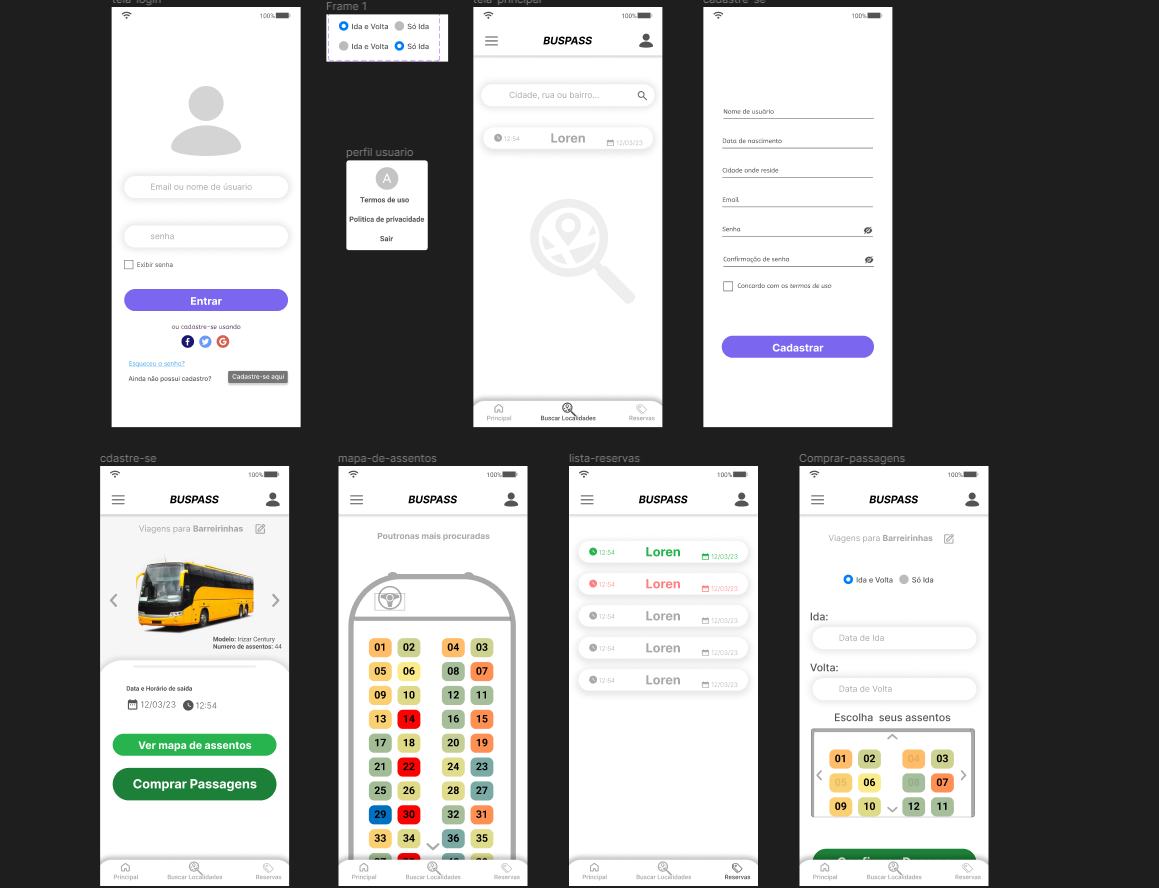 tela-login
100%
Email ou nome de úsuario
senha
Exibir senha
Entrar
ou cadastre-se usando
Esqueceu a senha?
Ainda não possui cadastro?
Cadastre-se aqui
Frame 1
Ida e Volta
Só Ida
Ida e Volta
Só Ida
perfil usuario
A
Termos de uso
Politica de privacidade
Sair
tela-principal
100%
BUSPASS
Cidade, rua ou bairro...
12:54
Loren
12/03/23
Principal
Buscar Localidades
Reservas
cadastre-se
100%
Nome de usuário
Data de nascimento
Cidade onde reside
Email
Senha
Confirmação de senha
Concordo com os termos de uso
Cadastrar
cdastre-se
100%
BUSPASS
Viagens para Barreirinhas
Modelo: Irizar Century
Numero de assentos: 44
Data e Horário de saida
12/03/23
12:54
Ver mapa de assentos
Comprar Passagens
Principal
Buscar Localidades
Reservas
mapa-de-assentos
100%
BUSPASS
Poutronas mais procuradas
01 02 04 03
05 06 08 07
09 10 12 11
13 14 16 15
17 18 20 19
21 22 24 23
25 26 28 27
29 30 32 31
33 34 36 35
Principal
Buscar Localidades
Reservas
lista-reservas
100%
BUSPASS
12:54
Loren
12/03/23
12:54
Loren
12/03/23
12:54
Loren
12/03/23
12:54
Loren
12/03/23
12:54
Loren
12/03/23
Principal
Buscar Localidades
Reservas
Comprar-passagens
100%
BUSPASS
Viagens para Barreirinhas
Ida e Volta
Só Ida
Ida:
Data de Ida
Volta:
Data de Volta
Escolha seus assentos
01 02 04 03
05 06 08 07
09 10 12 11
Principal
Buscar Localidades
Reservas